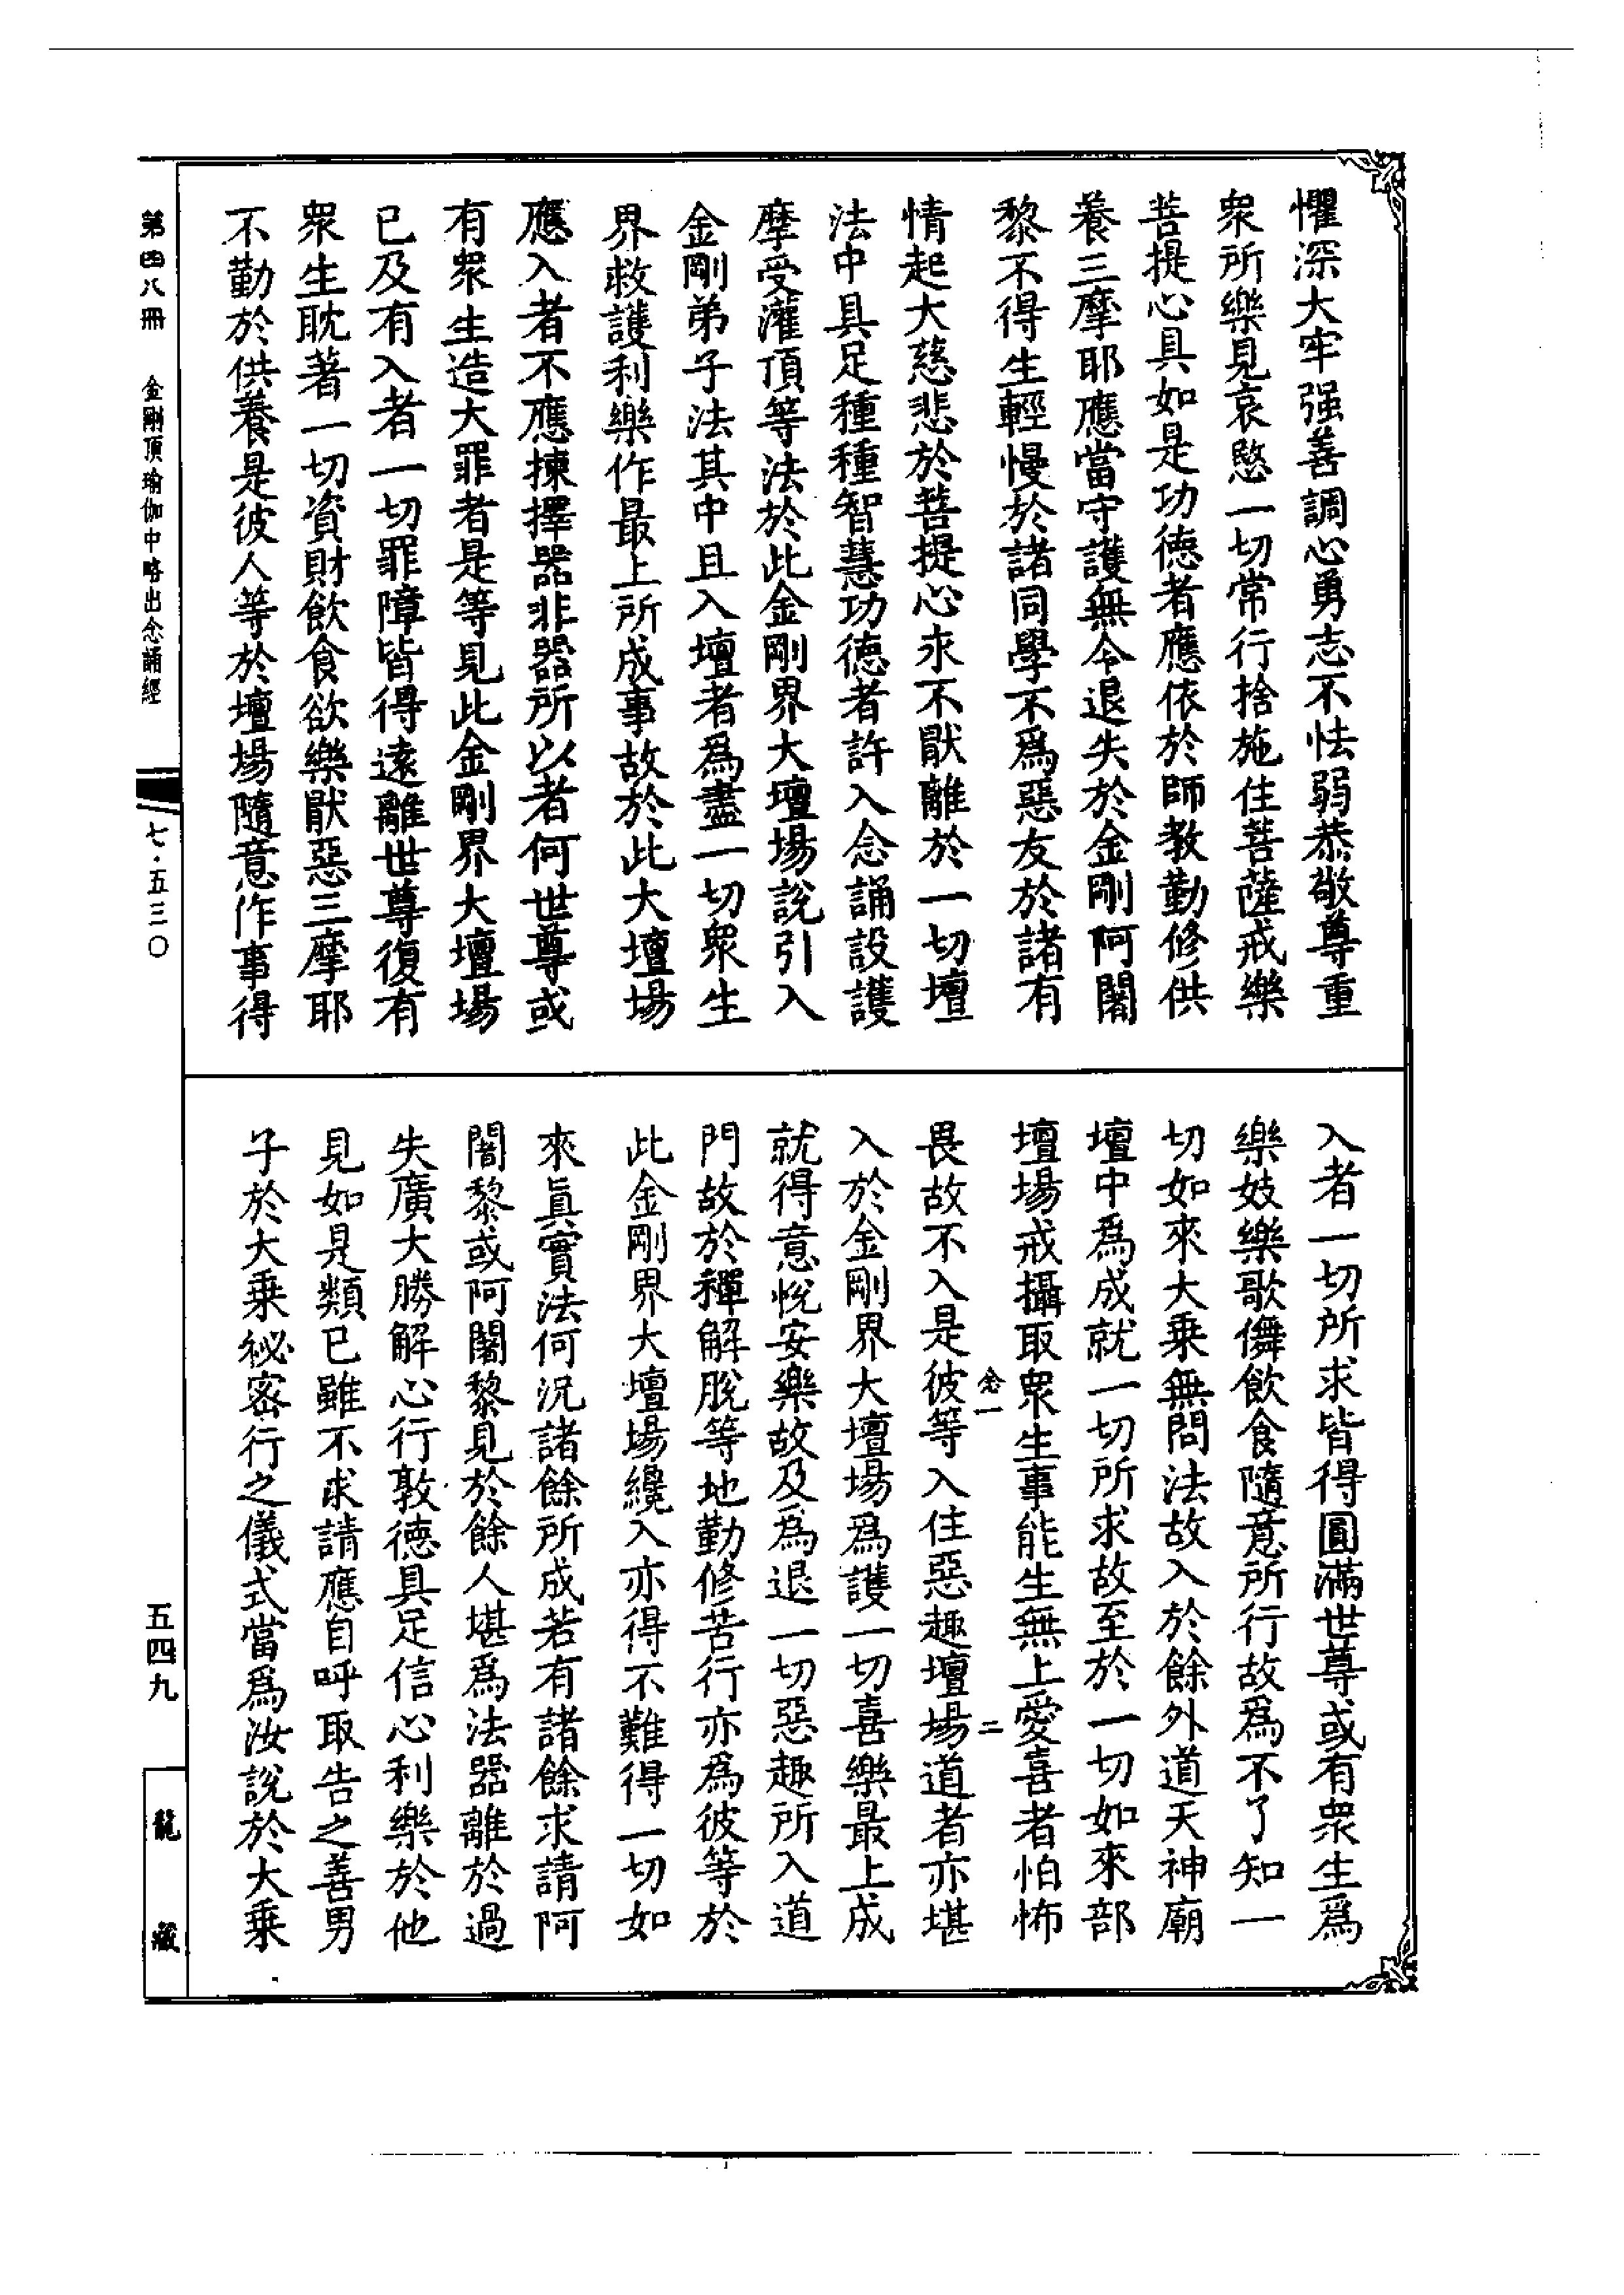 懼深大牢强善調心勇志不怯弱恭敬尊重
衆所樂見哀愍一切常行捨施住菩薩戒樂
菩提心具如是功德者應依於師教勤修供
養三摩耶應當守護無令退失於金剛阿闍
黎不得生輕慢於諸同學不爲惡友於諸有
情起大慈悲於菩提心求不厭離於一切壇
法中具足種種智慧功德者許入念誦設護
摩受灌頂等法於此金剛界大壇場說引入
金剛弟子法其中且入壇者爲盡一切衆生
界救護利樂作最上所成事故於此大壇場
應入者不應揀擇器非器所以者何世尊或
有衆生造大罪者是等見此金剛界大壇場
已及有入者一切罪障皆得遠離世尊復有
衆生耽著一切資財飲食欲樂厭惡三摩耶
不勤於供養是彼人等於壇場隨意作事得
入者一切所求皆得圓滿世尊或有衆生爲
樂妓樂歌儛飲食隨意所行故爲不了知一
切如來大乘無問法故入於餘外道天神廟
壇中爲成就一切所求故至於一切如來部
壇場戒攝取衆生事能生無上愛喜者怕怖
念一 二
畏故不入是彼等入住惡趣壇場道者亦堪
入於金剛界大壇場爲護一切喜樂最上成
就得意悅安樂故及爲退一切惡趣所入道
門故於禪解脫等地勤修苦行亦爲彼等於
此金剛界大壇場纔入亦得不難得一切如
來眞實法何況諸餘所成若有諸餘求請阿
闍黎或阿闍黎見於餘人堪爲法器離於過
失廣大勝解心行敦德具足信心利樂於他
見如是類已雖不求請應自呼取告之善男
子於大乘祕密行之儀式當爲汝說於大乘
第四八冊 金剛頂瑜伽中略出念誦經 七·五三〇 五四九 龍藏